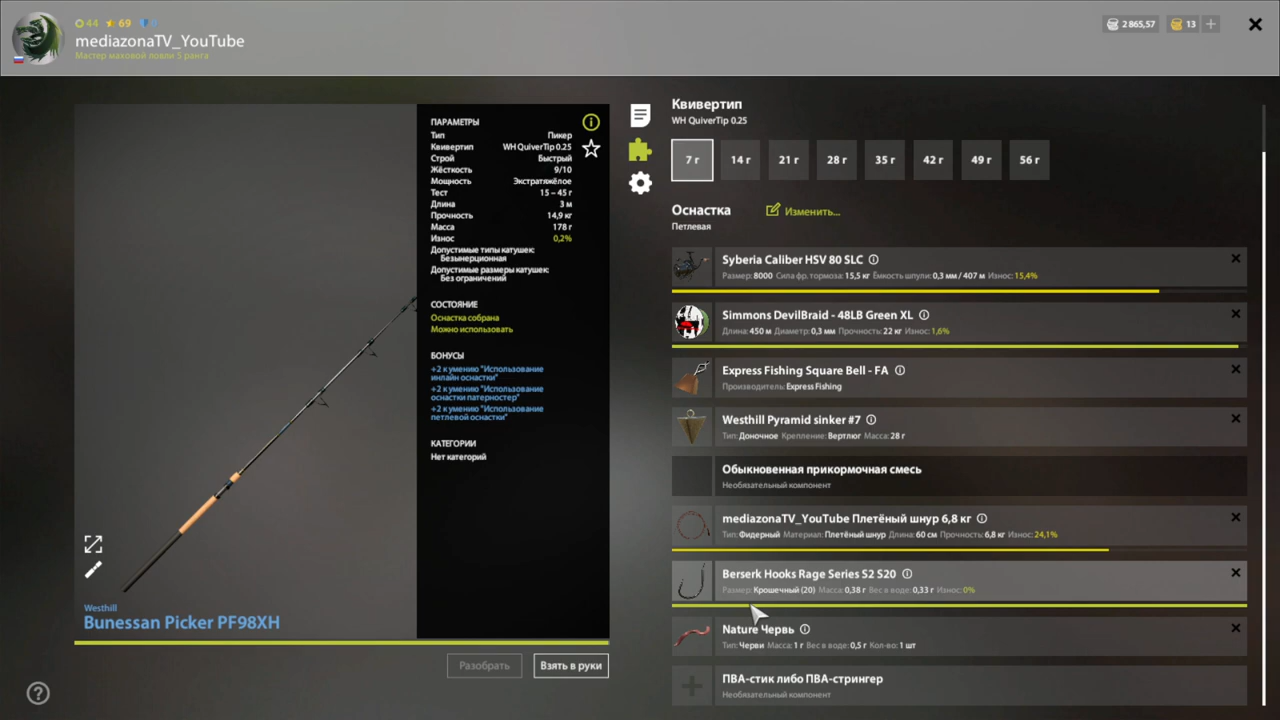 44 69
mediazonaTV_YouTube
Мастер маховой ловли 5 ранга
2 865,57 13
ПАРАМЕТРЫ
Тип Пикер
Квивертип WH QuiverTip 0.25
Строй Быстрый
Жёсткость 9/10
Мощность Экстратяжёлое
Тест 15 – 45 г
Длина 3 м
Прочность 14,9 кг
Масса 178 г
Износ 0,2%
Допустимые типы катушек:
Безынерционная
Допустимые размеры катушек:
Без ограничений
СОСТОЯНИЕ
Оснастка собрана
Можно использовать
БОНУСЫ
+2 к умению "Использование
инлайн оснастки"
+2 к умению "Использование
оснастки патерностер"
+2 к умению "Использование
петлевой оснастки"
КАТЕГОРИИ
Нет категорий
Westhill
Bunessan Picker PF98XH
Разобрать
Взять в руки
Квивертип
WH QuiverTip 0.25
7 г 14 г 21 г 28 г 35 г 42 г 49 г 56 г
Оснастка Изменить...
Петлевая
Syberia Caliber HSV 80 SLC
Размер: 8000 Сила фр. тормоза: 15,5 кг Ёмкость шпули: 0,3 мм / 407 м Износ: 15,4%
Simmons DevilBraid - 48LB Green XL
Длина: 450 м Диаметр: 0,3 мм Прочность: 22 кг Износ: 1,6%
Express Fishing Square Bell - FA
Производитель: Express Fishing
Westhill Pyramid sinker #7
Тип: Доночное Крепление: Вертлюг Масса: 28 г
Обыкновенная прикормочная смесь
Необязательный компонент
mediazonaTV_YouTube Плетёный шнур 6,8 кг
Тип: Фидерный Материал: Плетёный шнур Длина: 60 см Прочность: 6,8 кг Износ: 24,1%
Berserk Hooks Rage Series S2 S20
Размер: Крошечный (20) Масса: 0,38 г Вес в воде: 0,33 г Износ: 0%
Nature Червь
Тип: Черви Масса: 1 г Вес в воде: 0,5 г Кол-во: 1 шт
ПВА-стик либо ПВА-стрингер
Необязательный компонент